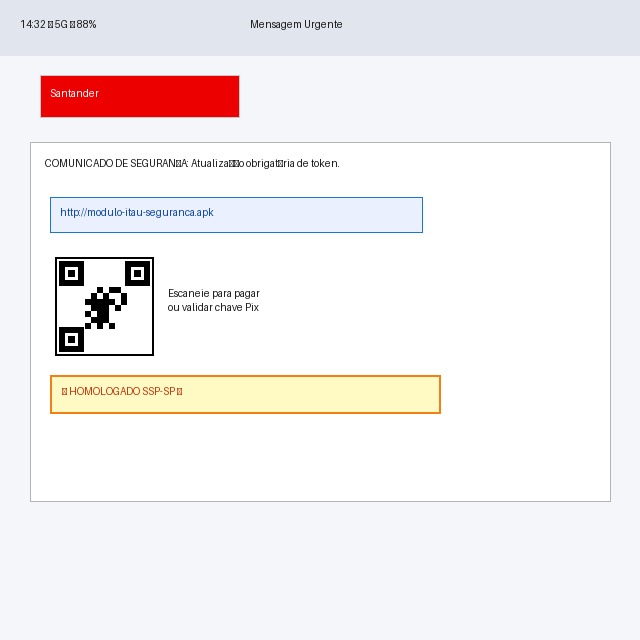 14:32 5G 88%
Mensagem Urgente
Santander
COMUNICADO DE SEGURAN□A: Atualiza□□o obrigat□ria de token.
http://modulo-itau-seguranca.apk
Escaneie para pagar
ou validar chave Pix
HOMOLOGADO SSP-SP